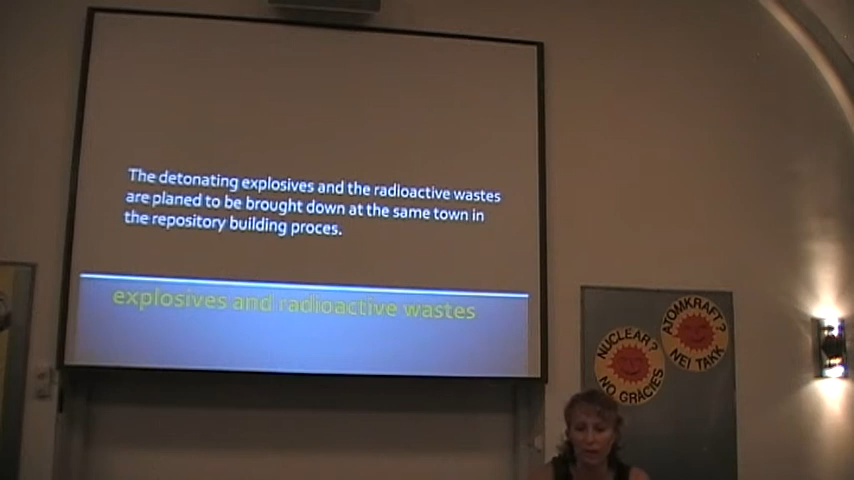 The detonating explosives and the radioactive wastes
are planed to be brought down at the same town in
the repository building proces.
explosives and radioactive wastes
NUCLEAR?
NO GRÀCIES
ATOMKRAFT?
NEI TAKK